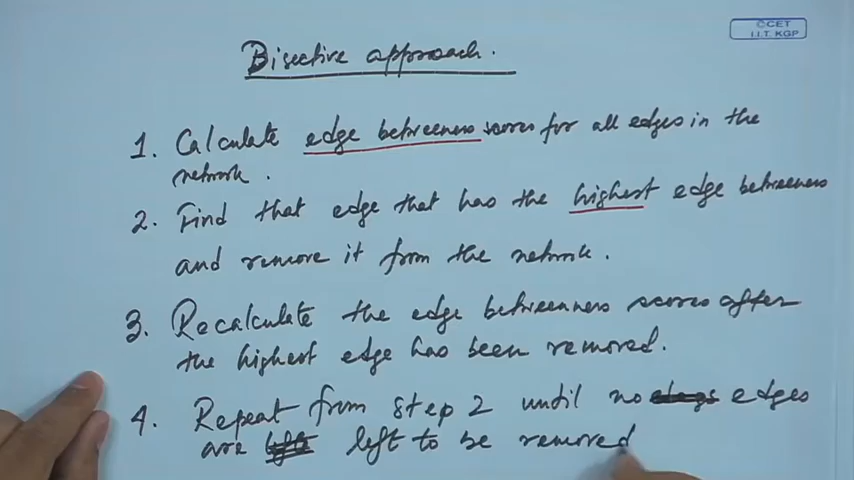 ©CET
I.I.T. KGP
Bisective approach.
1. Calculate edge betweenness scores for all edges in the
network.
2. Find that edge that has the highest edge betweenness
and remove it from the network.
3. Recalculate the edge betweenness scores after
the highest edge has been removed.
4. Repeat from step 2 until no edges
are left to be removed